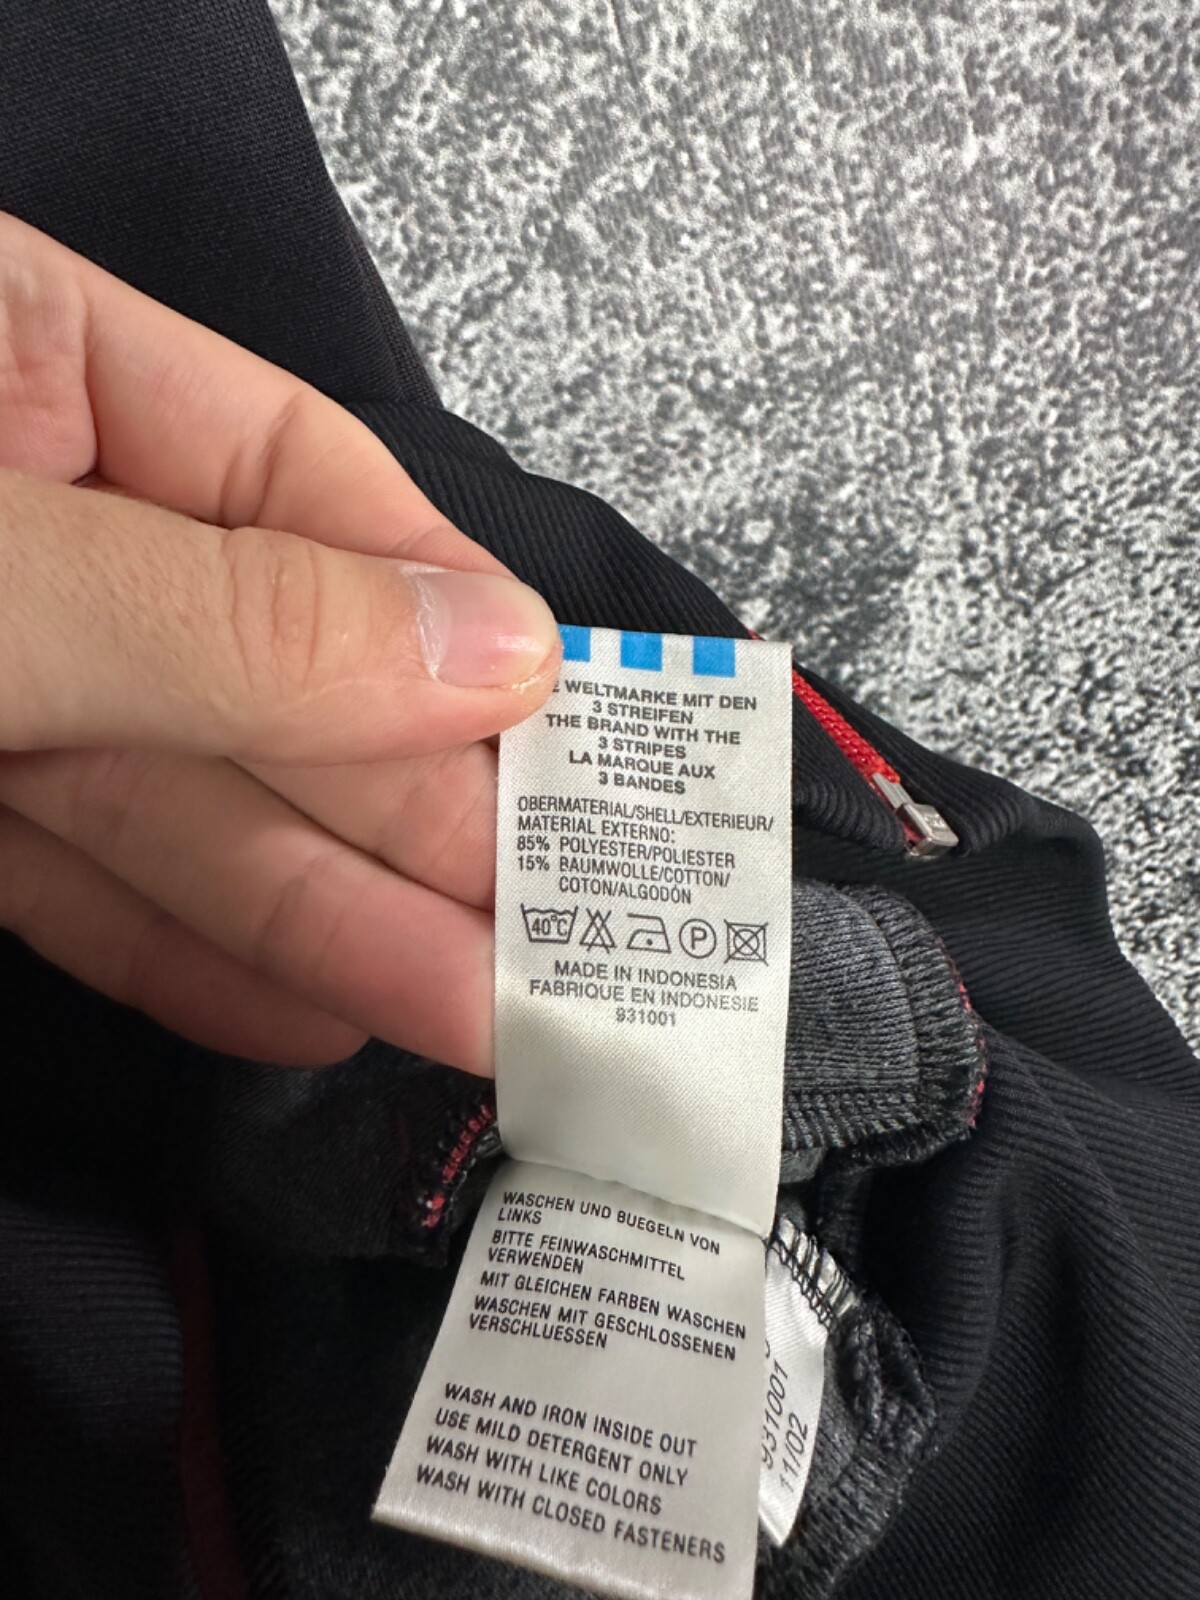 WELTMARKE MIT DEN
3 STREIFEN
THE BRAND WITH THE
3 STRIPES
LA MARQUE AUX
3 BANDES
OBERMATERIAL/SHELL/EXTERIEUR/
MATERIAL EXTERNO:
85% POLYESTER/POLIESTER
15% BAUMWOLLE/COTTON/
COTON/ALGODÓN
40°C P
MADE IN INDONESIA
FABRIQUE EN INDONESIE
931001
WASCHEN UND BUEGELN VON
LINKS
BITTE FEINWASCHMITTEL
VERWENDEN
MIT GLEICHEN FARBEN WASCHEN
WASCHEN MIT GESCHLOSSENEN
VERSCHLUESSEN
WASH AND IRON INSIDE OUT
USE MILD DETERGENT ONLY
WASH WITH LIKE COLORS
WASH WITH CLOSED FASTENERS
931001
11/02